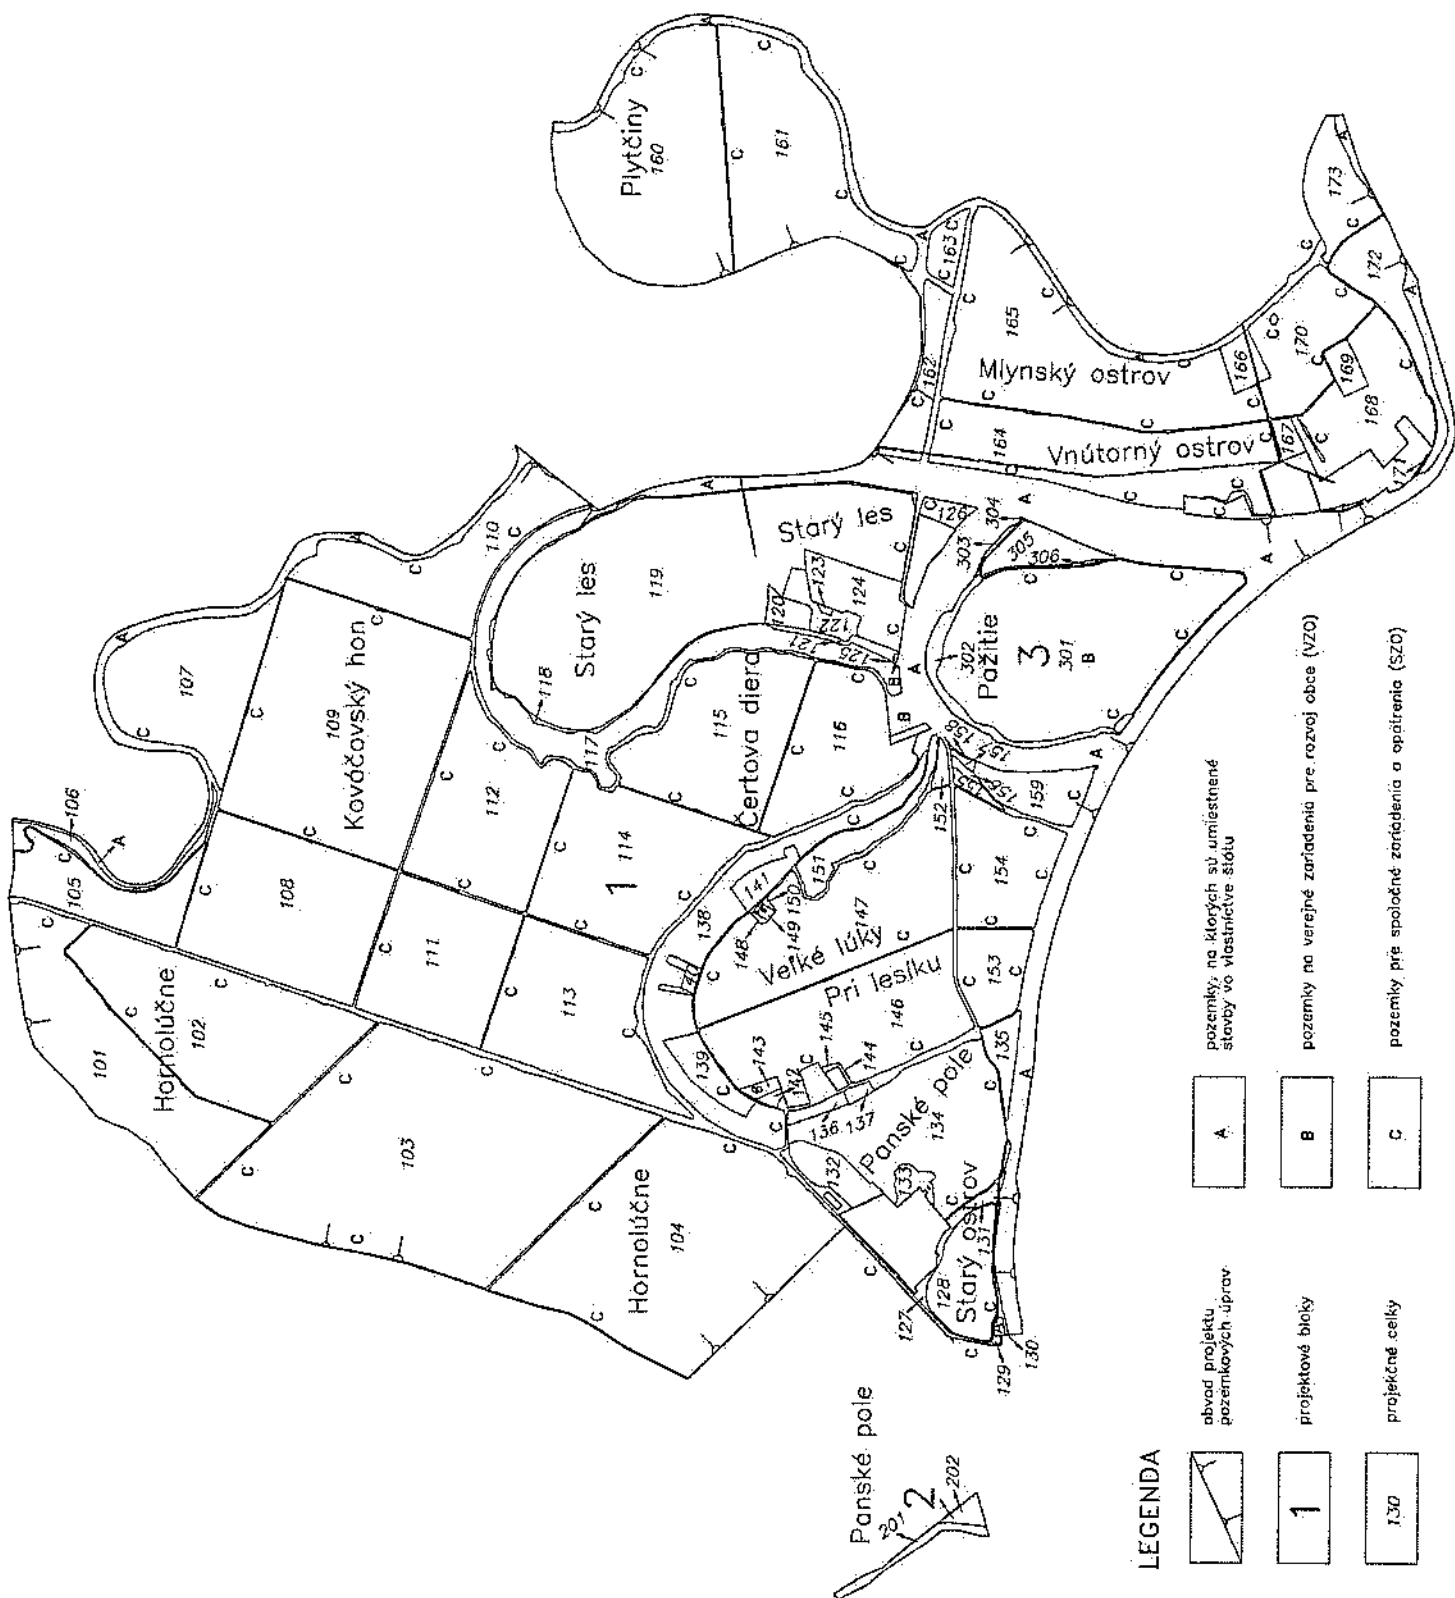 Plytčiny
160
161
A
C
C
C
C
C
C
173
C
172
A
163
C
C
A
162
C
C
165
C
C
Mlynský ostrov
C
C
A
166
C
170
C
169
C
168
C
C
164
C
Vnútorný ostrov
C
C
C
167
C
171
A
107
C
A
106
C
A
105
C
109
Kováčovský hon
C
C
C
C
110
C
C
A
108
C
C
101
Hornolúčne
102
C
C
103
C
C
C
Hornolúčne
104
C
C
C
111
C
112
C
C
C
C
113
C
1
114
C
C
C
C
C
Starý les
119
118
117
Starý les
A
120
123
122
124
121
125
C
C
126
C
Čertova diera
115
C
C
116
C
C
C
B
B
A
302
303
304
305
306
Pažitie
3
301
B
C
C
C
C
A
A
A
158
157
156
155
159
C
C
152
154
C
C
153
C
C
151
150
149
148
141
138
140
C
147
Veľké lúky
C
C
Pri lesíku
146
C
139
C
143
B
142
C
145
144
136
137
C
Panské pole
134
135
C
A
132
133
C
Starý ostrov
131
128
127
C
C
A
C
129
130
Panské pole
201
2
202
LEGENDA
obvod projektu
pozemkových úprav
1
projektové bloky
130
projekčné celky
A
pozemky, na ktorých sú umiestnené
stavby vo vlastníctve štátu
B
pozemky na verejné zariadenia pre rozvoj obce (VZO)
C
pozemky pre spoločné zariadenia a opatrenia (SZO)